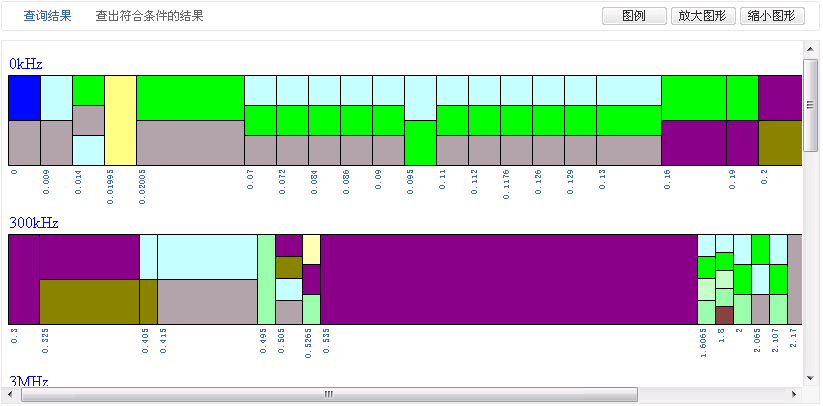 查询结果 查出符合条件的结果 图例 放大图形 缩小图形
0kHz
0 0.009 0.014 0.01995 0.02005 0.07 0.072 0.084 0.086 0.09 0.095 0.11 0.112 0.1176 0.126 0.129 0.13 0.16 0.19 0.2
300kHz
0.3 0.325 0.405 0.415 0.495 0.505 0.5265 0.535 1.6065 1.8 2 2.065 2.107 2.17
3MHz